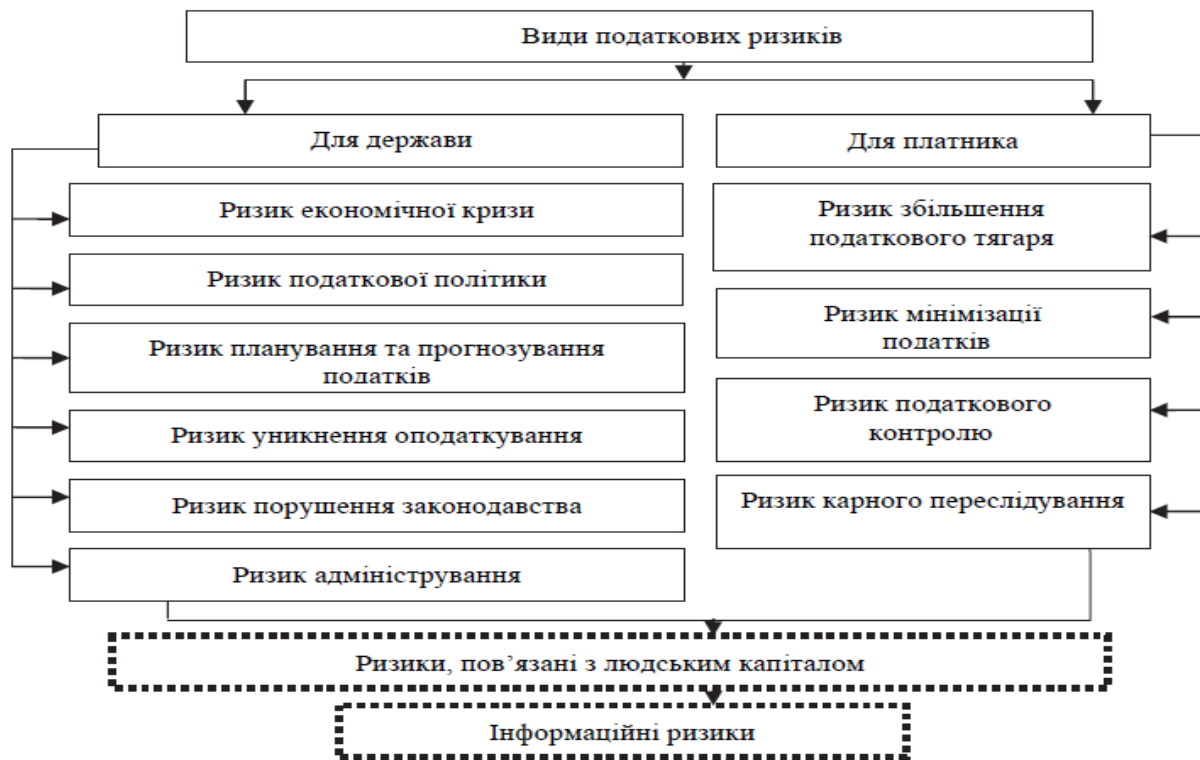 Види податкових ризиків
Для держави
Ризик економічної кризи
Ризик податкової політики
Ризик планування та прогнозування
податків
Ризик уникнення оподаткування
Ризик порушення законодавства
Ризик адміністрування
Для платника
Ризик збільшення
податкового тягаря
Ризик мінімізації
податків
Ризик податкового
контролю
Ризик карного переслідування
Ризики, пов’язані з людським капіталом
Інформаційні ризики